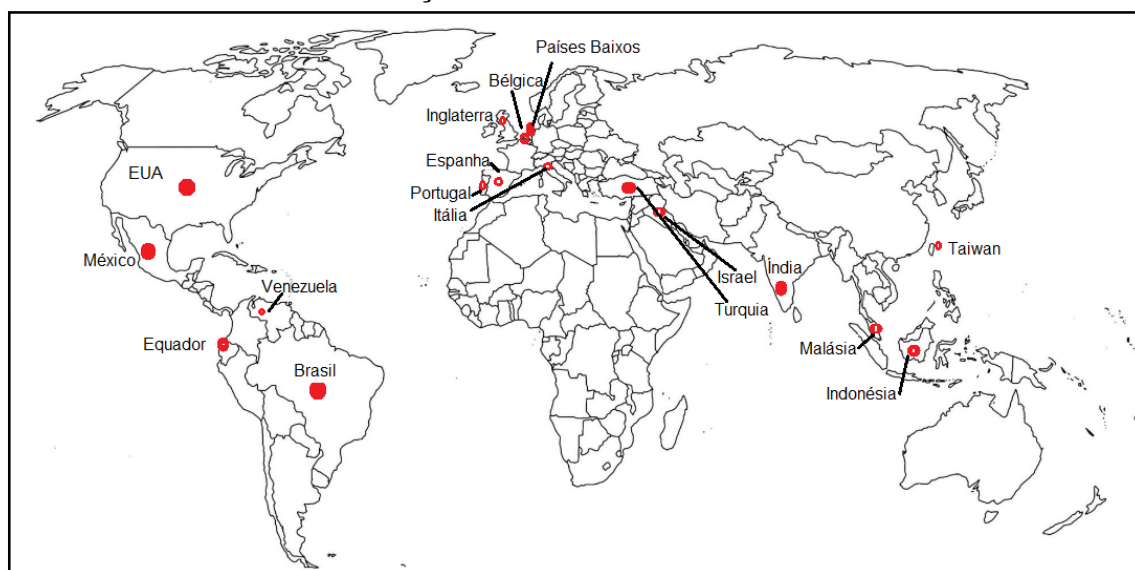 Países Baixos
Bélgica
Inglaterra
Espanha
EUA
Portugal
Itália
México
Taiwan
Israel
Índia
Venezuela
Turquia
Equador
Malásia
Brasil
Indonésia